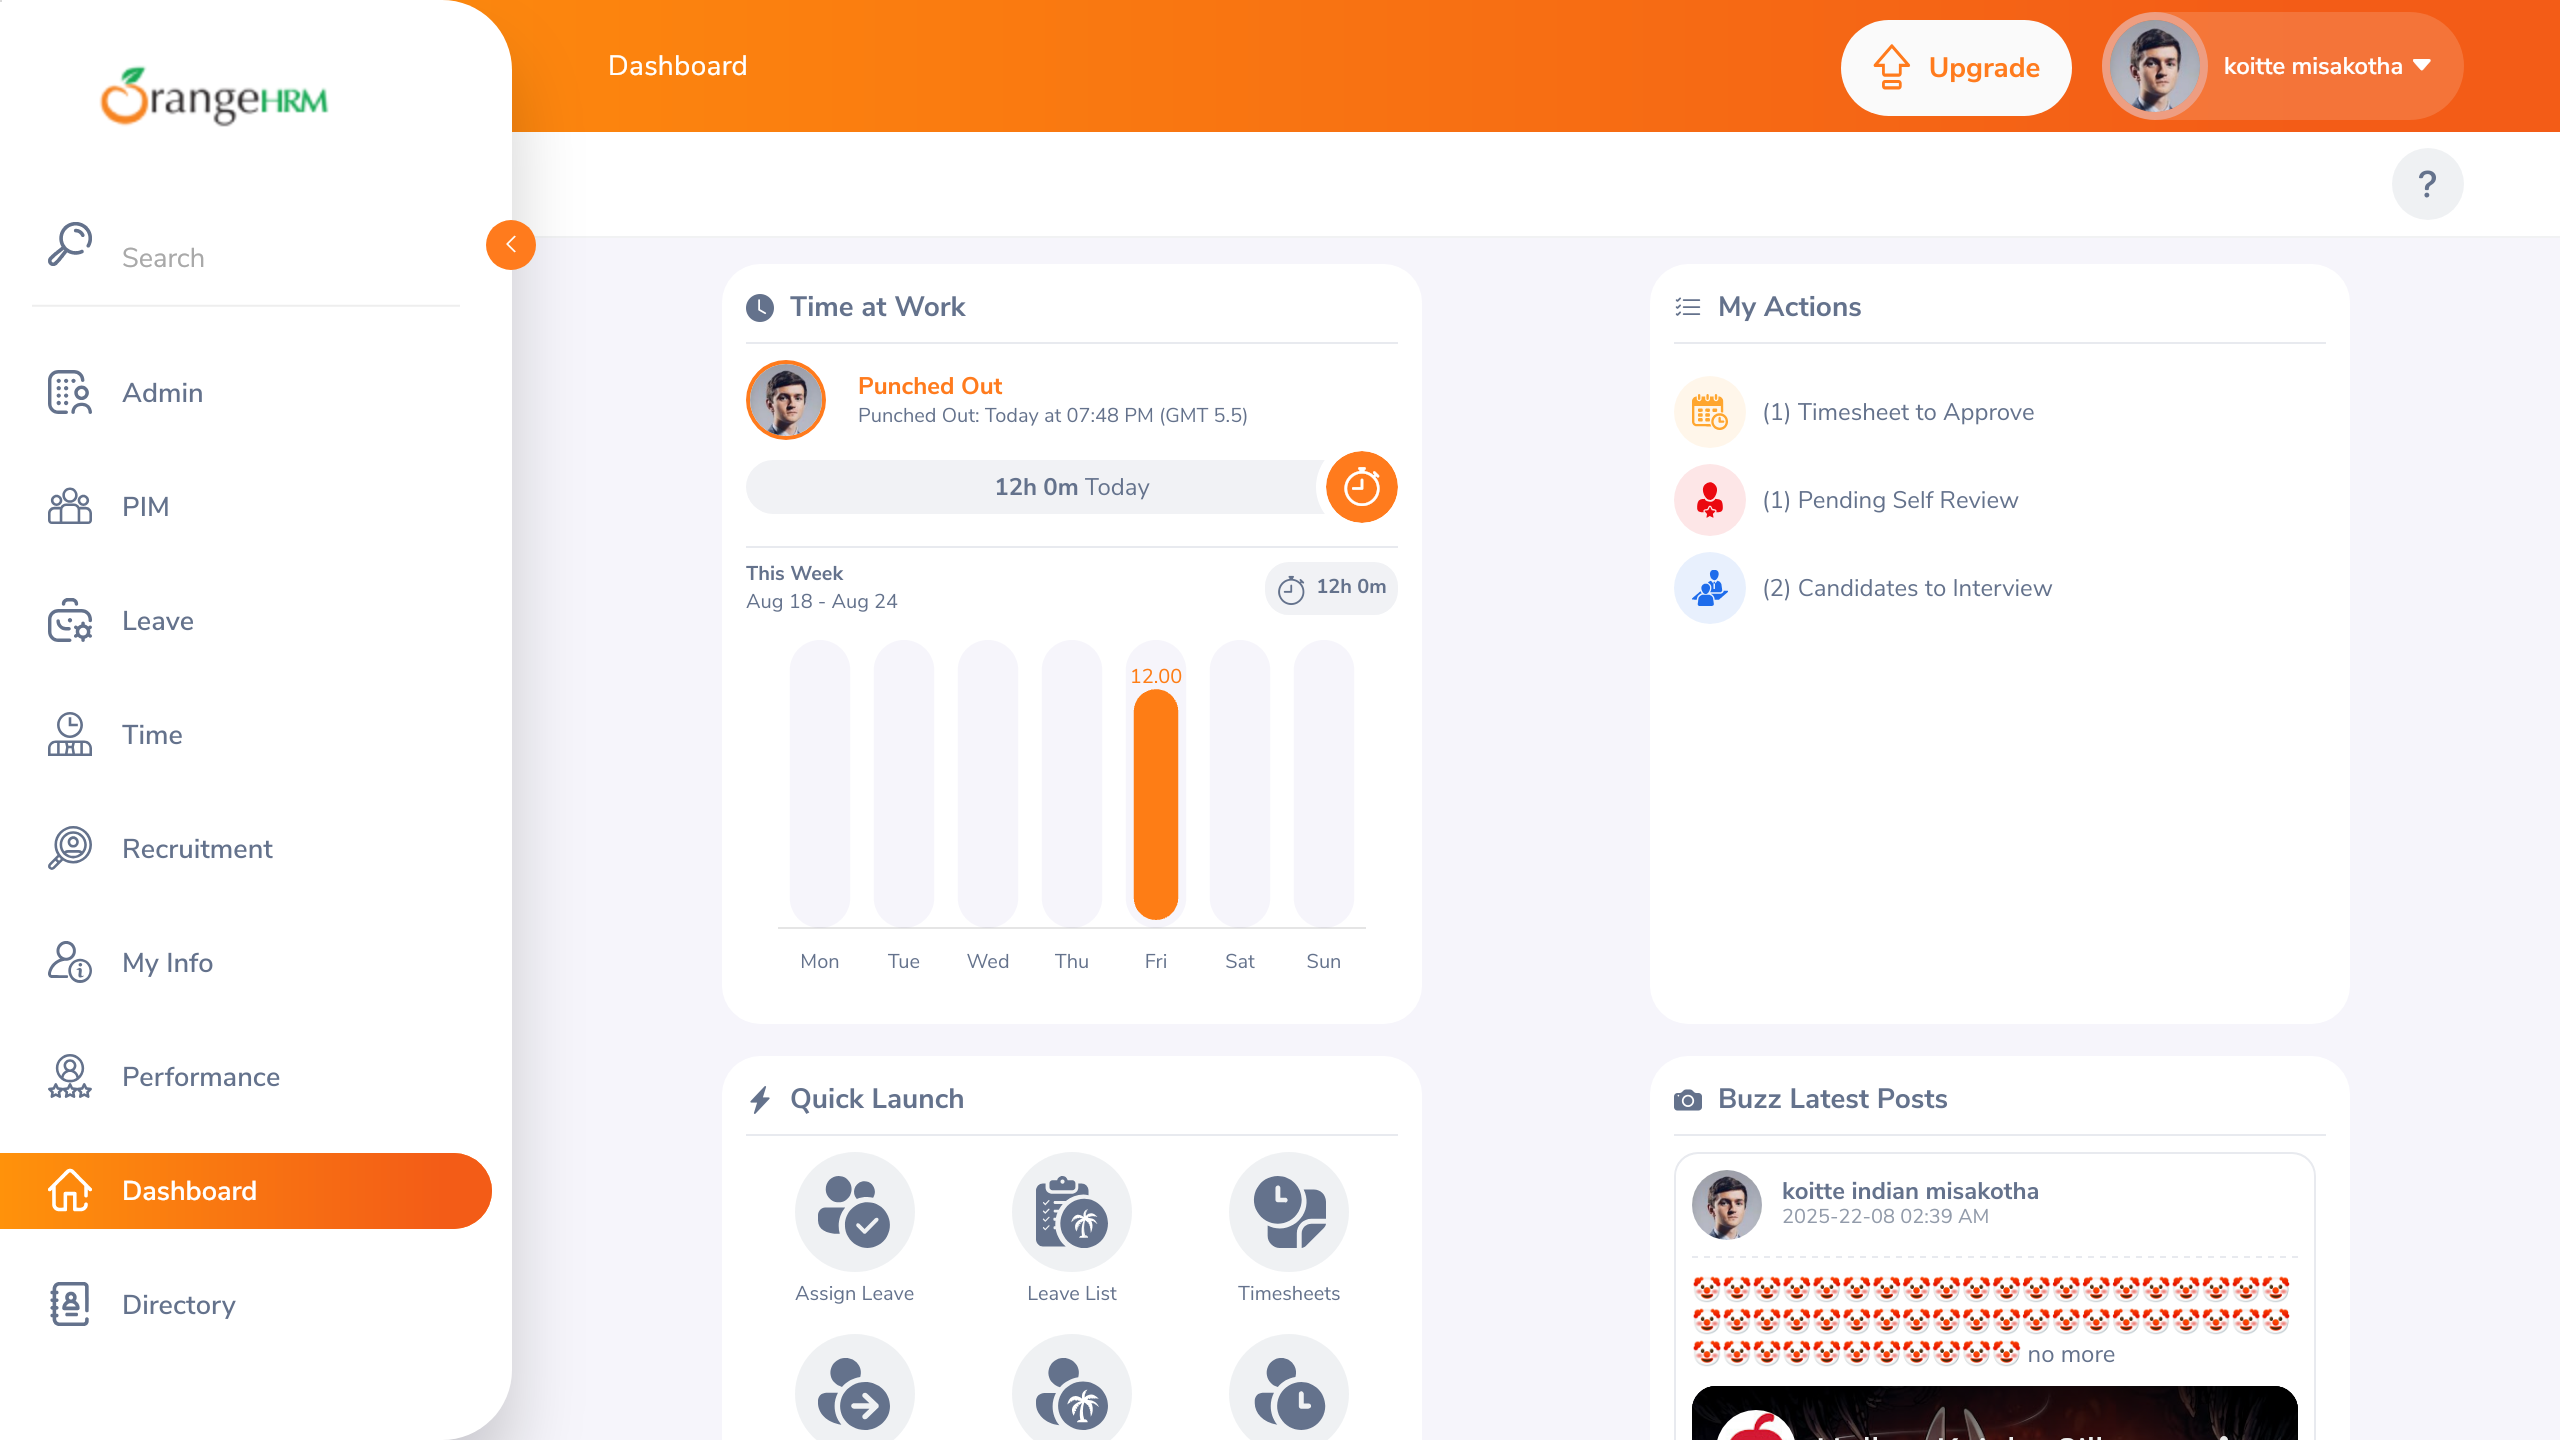 OrangeHRM
Search
Admin
PIM
Leave
Time
Recruitment
My Info
Performance
Dashboard
Directory
Dashboard
Upgrade
koitte misakotha
?
Time at Work
Punched Out
Punched Out: Today at 07:48 PM (GMT 5.5)
12h 0m Today
This Week
Aug 18 - Aug 24
12h 0m
12.00
Mon Tue Wed Thu Fri Sat Sun
My Actions
(1) Timesheet to Approve
(1) Pending Self Review
(2) Candidates to Interview
Quick Launch
Assign Leave
Leave List
Timesheets
Buzz Latest Posts
koitte indian misakotha
2025-22-08 02:39 AM
🤡🤡🤡🤡🤡🤡🤡🤡🤡🤡🤡🤡🤡🤡🤡🤡🤡🤡🤡🤡
🤡🤡🤡🤡🤡🤡🤡🤡🤡🤡🤡🤡🤡🤡🤡🤡🤡🤡🤡🤡
🤡🤡🤡🤡🤡🤡🤡🤡🤡🤡🤡 no more